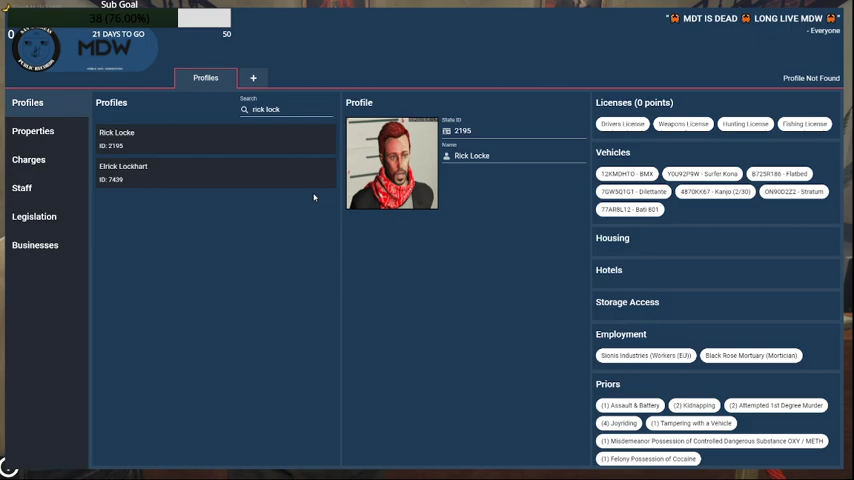 Sub Goal
38 (76.00%)
0
21 DAYS TO GO
50
MDW
PUBLIC RECORDS
" MDT IS DEAD LONG LIVE MDW "
- Everyone
Profiles
+
Profile Not Found
Profiles
Properties
Charges
Staff
Legislation
Businesses
Profiles
Search
rick lock
Rick Locke
ID: 2195
Elrick Lockhart
ID: 7439
Profile
State ID
2195
Name
Rick Locke
Licenses (0 points)
Drivers License
Weapons License
Hunting License
Fishing License
Vehicles
12KMDHTO - BMX
Y0U92P9W - Surfer Kona
B725R186 - Flatbed
7GW5Q1G1 - Dilettante
4870KK67 - Kanjo (2/30)
ON90D2Z2 - Stratum
77AR8L12 - Bati 801
Housing
Hotels
Storage Access
Employment
Sionis Industries (Workers (EU))
Black Rose Mortuary (Mortician)
Priors
(1) Assault & Battery
(2) Kidnapping
(2) Attempted 1st Degree Murder
(4) Joyriding
(1) Tampering with a Vehicle
(1) Misdemeanor Possession of Controlled Dangerous Substance OXY / METH
(1) Felony Possession of Cocaine